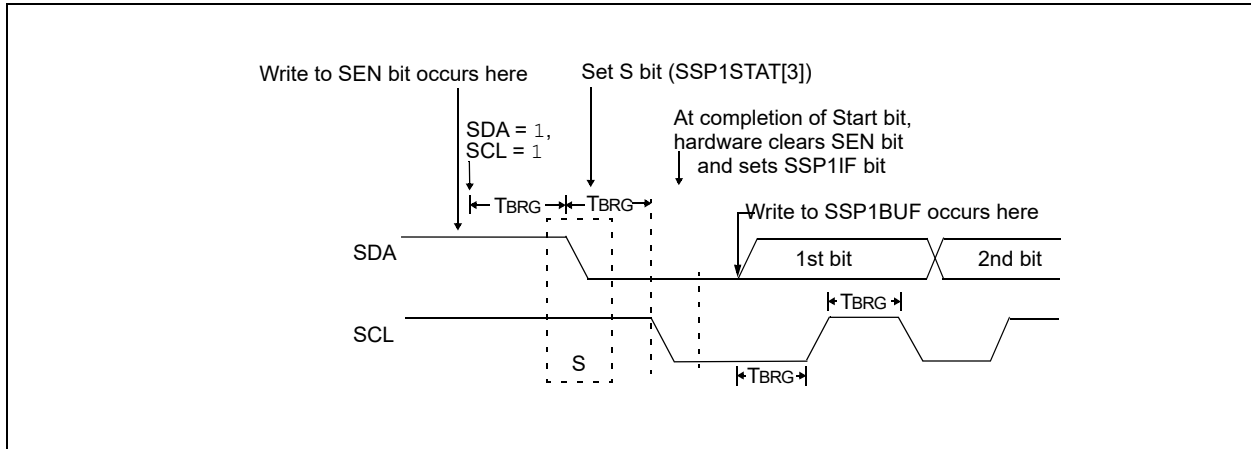 Write to SEN bit occurs here
Set S bit (SSP1STAT[3])
SDA = 1,
SCL = 1
At completion of Start bit,
hardware clears SEN bit
and sets SSP1IF bit
TBRG
TBRG
Write to SSP1BUF occurs here
SDA
1st bit
2nd bit
TBRG
SCL
S
TBRG